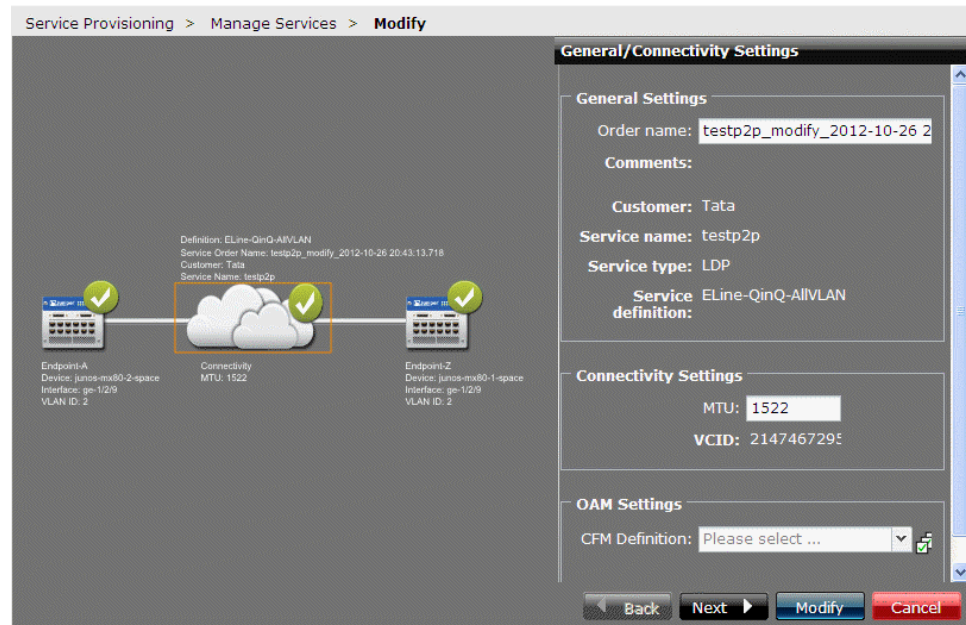 Service Provisioning > Manage Services > Modify
Definition: ELine-QinQ-AllVLAN
Service Order Name: testp2p_modify_2012-10-26 20:43:13.718
Customer: Tata
Service Name: testp2p
Endpoint-A
Device: junos-mx80-2-space
Interface: ge-1/2/9
VLAN ID: 2
Connectivity
MTU: 1522
Endpoint-Z
Device: junos-mx80-1-space
Interface: ge-1/2/9
VLAN ID: 2
General/Connectivity Settings
General Settings
Order name: testp2p_modify_2012-10-26 2
Comments:
Customer: Tata
Service name: testp2p
Service type: LDP
Service definition: ELine-QinQ-AllVLAN
Connectivity Settings
MTU: 1522
VCID: 2147467295
OAM Settings
CFM Definition: Please select ...
Back Next Modify Cancel